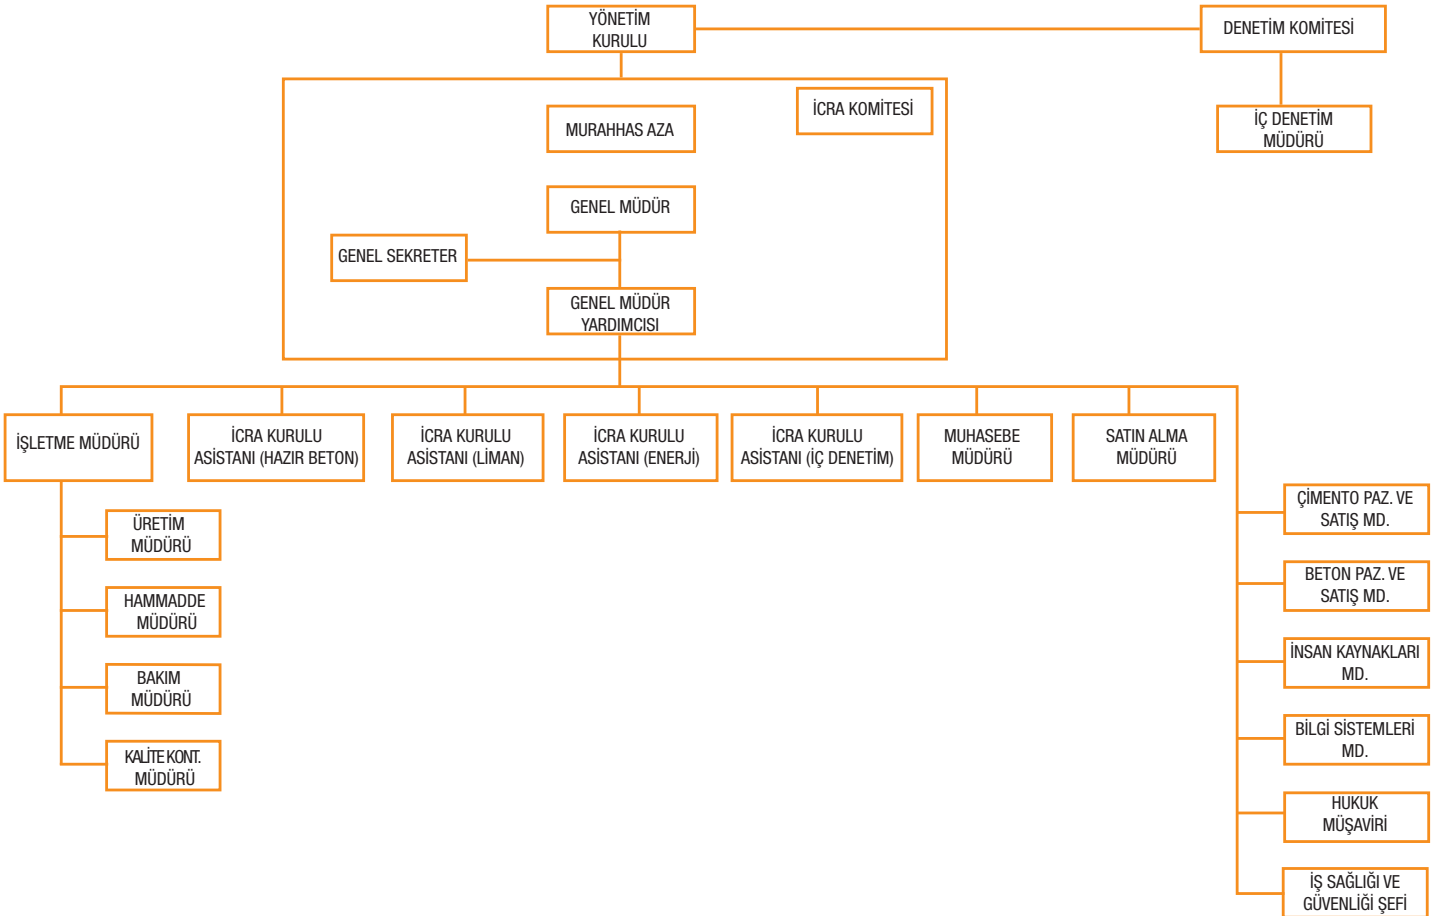 YÖNETİM
KURULU
DENETİM KOMİTESİ
İCRA KOMİTESİ
İÇ DENETİM
MÜDÜRÜ
MURAHHAS AZA
GENEL MÜDÜR
GENEL SEKRETER
GENEL MÜDÜR
YARDIMCISI
İŞLETME MÜDÜRÜ
İCRA KURULU
ASİSTANI (HAZIR BETON)
İCRA KURULU
ASİSTANI (LİMAN)
İCRA KURULU
ASİSTANI (ENERJİ)
İCRA KURULU
ASİSTANI (İÇ DENETİM)
MUHASEBE
MÜDÜRÜ
SATIN ALMA
MÜDÜRÜ
ÜRETİM
MÜDÜRÜ
HAMMADDE
MÜDÜRÜ
BAKIM
MÜDÜRÜ
KALİTE KONT.
MÜDÜRÜ
ÇİMENTO PAZ. VE
SATIŞ MD.
BETON PAZ. VE
SATIŞ MD.
İNSAN KAYNAKLARI
MD.
BİLGİ SİSTEMLERİ
MD.
HUKUK
MÜŞAVİRİ
İŞ SAĞLIĞI VE
GÜVENLİĞİ ŞEFİ